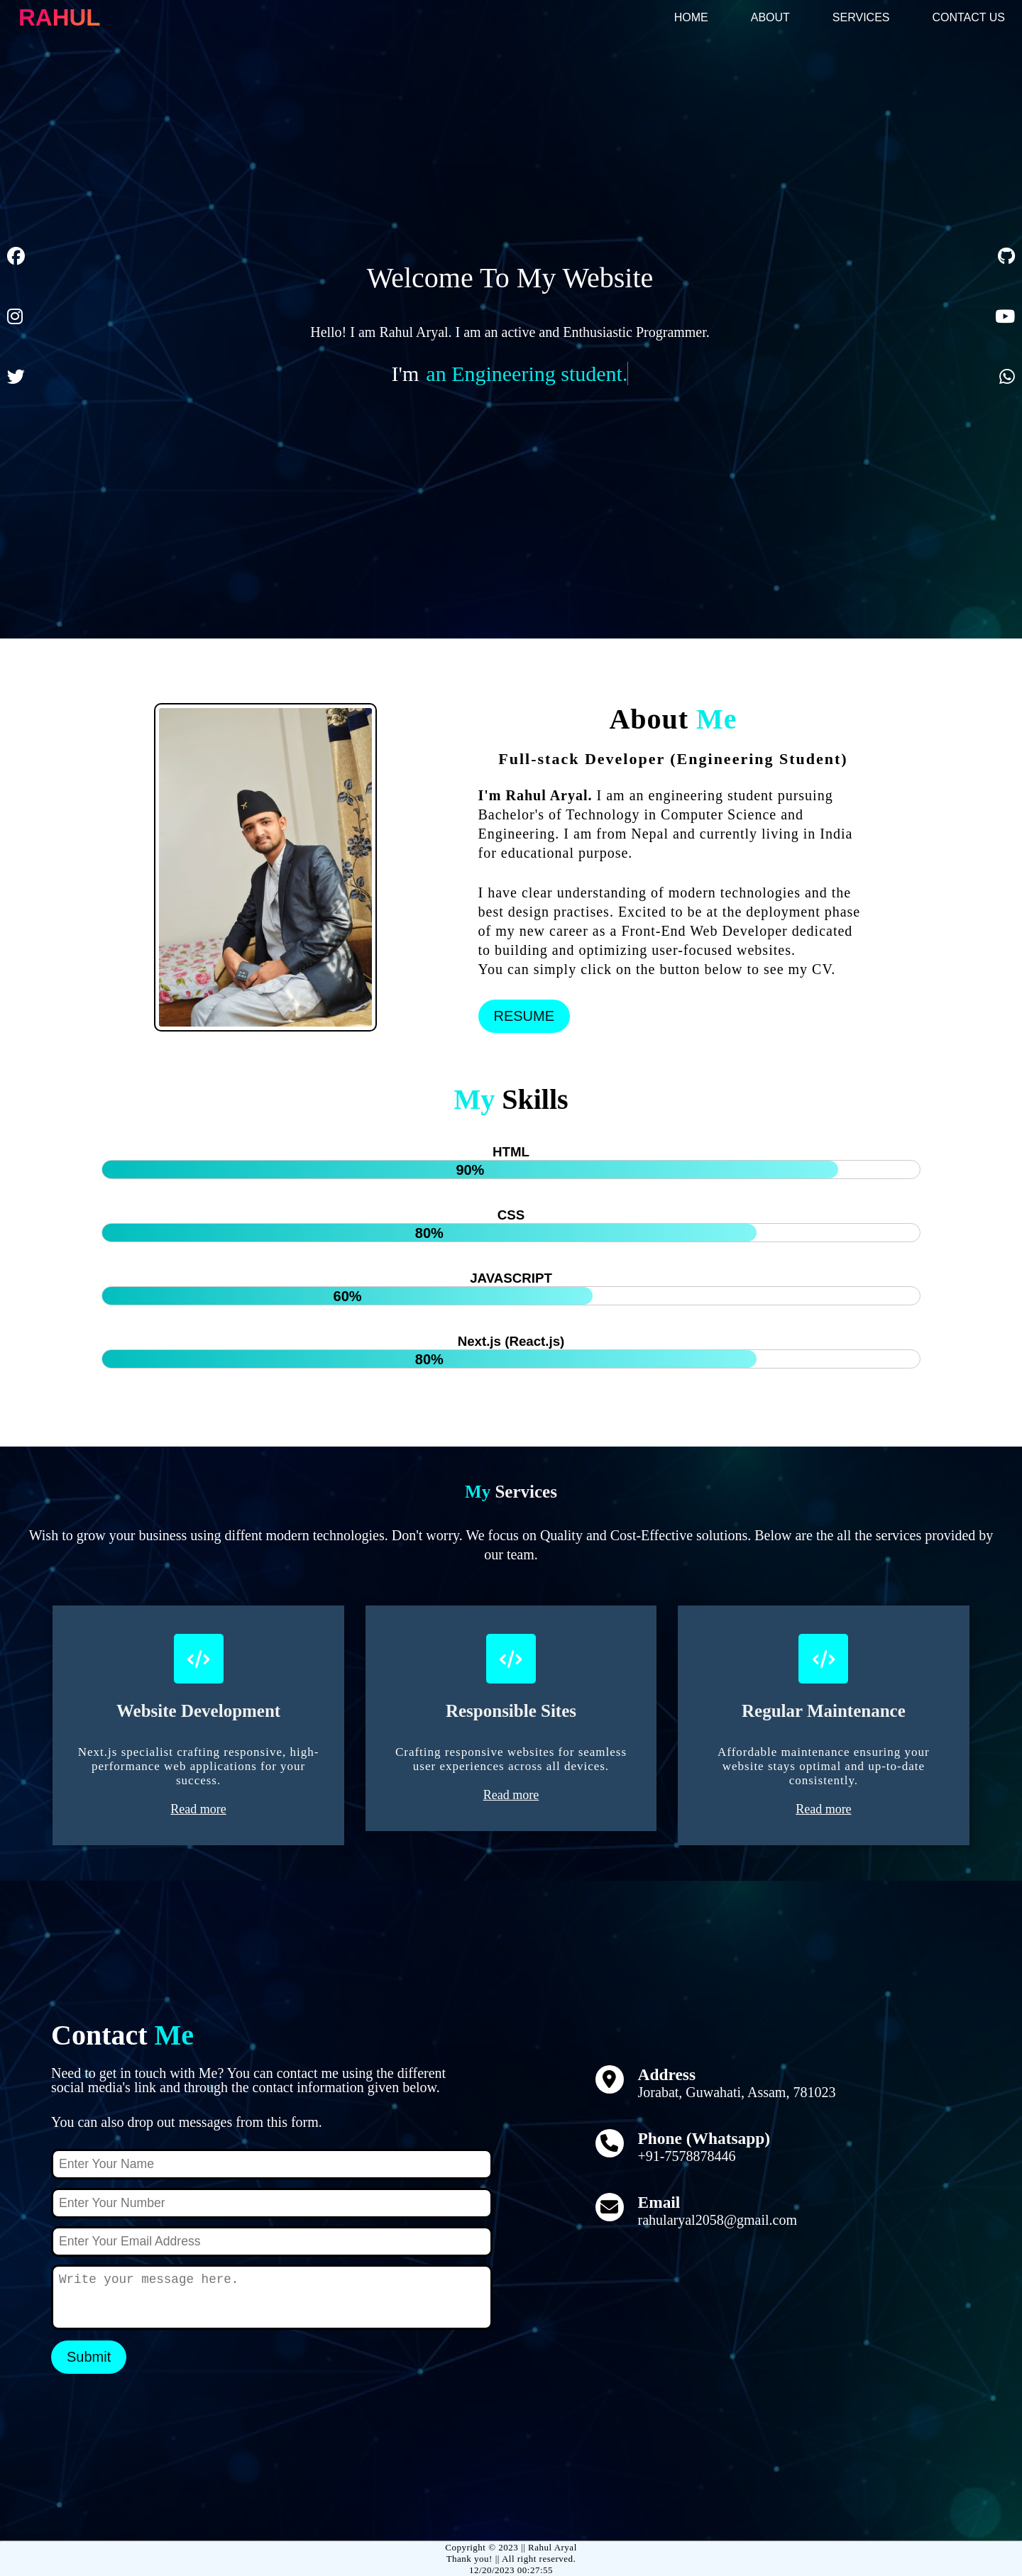 RAHUL
HOME ABOUT SERVICES CONTACT US
Welcome To My Website
Hello! I am Rahul Aryal. I am an active and Enthusiastic Programmer.
I'm an Engineering student.
About Me
Full-stack Developer (Engineering Student)
I'm Rahul Aryal. I am an engineering student pursuing
Bachelor's of Technology in Computer Science and
Engineering. I am from Nepal and currently living in India
for educational purpose.
I have clear understanding of modern technologies and the
best design practises. Excited to be at the deployment phase
of my new career as a Front-End Web Developer dedicated
to building and optimizing user-focused websites.
You can simply click on the button below to see my CV.
RESUME
My Skills
HTML
90%
CSS
80%
JAVASCRIPT
60%
Next.js (React.js)
80%
My Services
Wish to grow your business using diffent modern technologies. Don't worry. We focus on Quality and Cost-Effective solutions. Below are the all the services provided by
our team.
Website Development
Next.js specialist crafting responsive, high-
performance web applications for your
success.
Read more
Responsible Sites
Crafting responsive websites for seamless
user experiences across all devices.
Read more
Regular Maintenance
Affordable maintenance ensuring your
website stays optimal and up-to-date
consistently.
Read more
Contact Me
Need to get in touch with Me? You can contact me using the different
social media's link and through the contact information given below.
You can also drop out messages from this form.
Enter Your Name
Enter Your Number
Enter Your Email Address
Write your message here.
Submit
Address
Jorabat, Guwahati, Assam, 781023
Phone (Whatsapp)
+91-7578878446
Email
rahularyal2058@gmail.com
Copyright © 2023 || Rahul Aryal
Thank you! || All right reserved.
12/20/2023 00:27:55